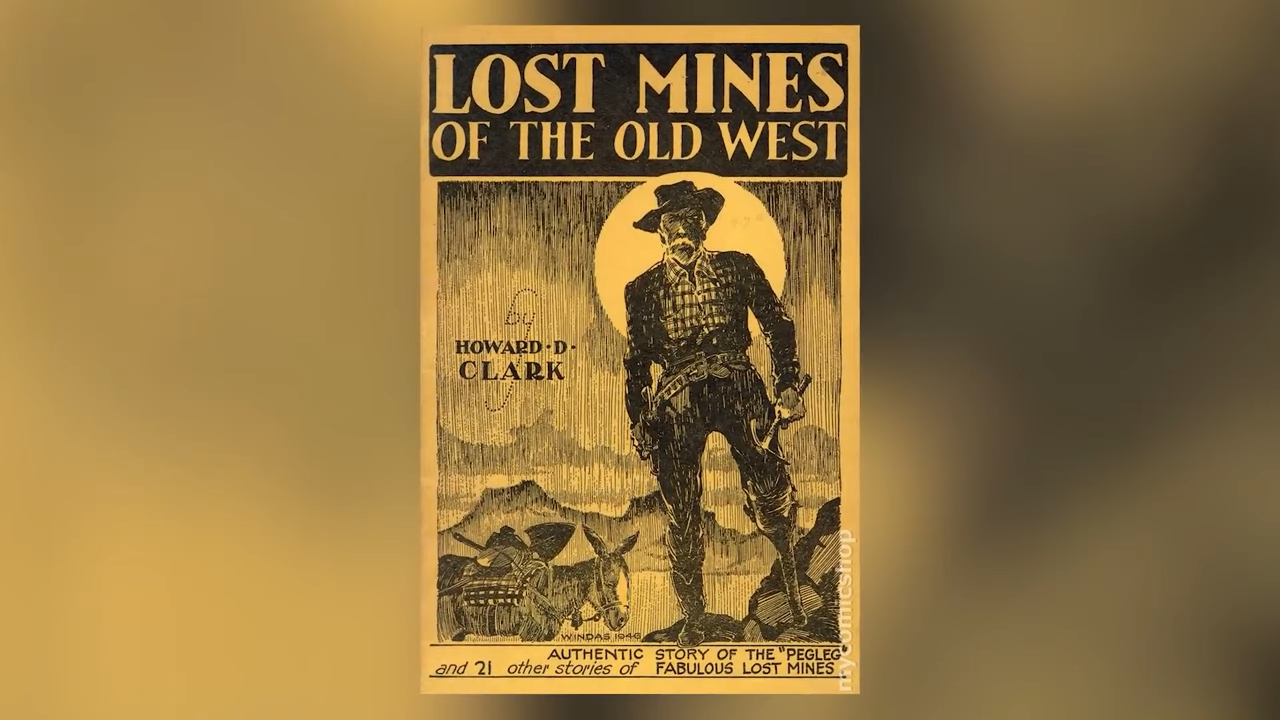 LOST MINES
OF THE OLD WEST
by
HOWARD·D·
CLARK
WINDAS 1946
AUTHENTIC STORY OF THE "PEGLEG"
and 21 other stories of FABULOUS LOST MINES
mycomicshop